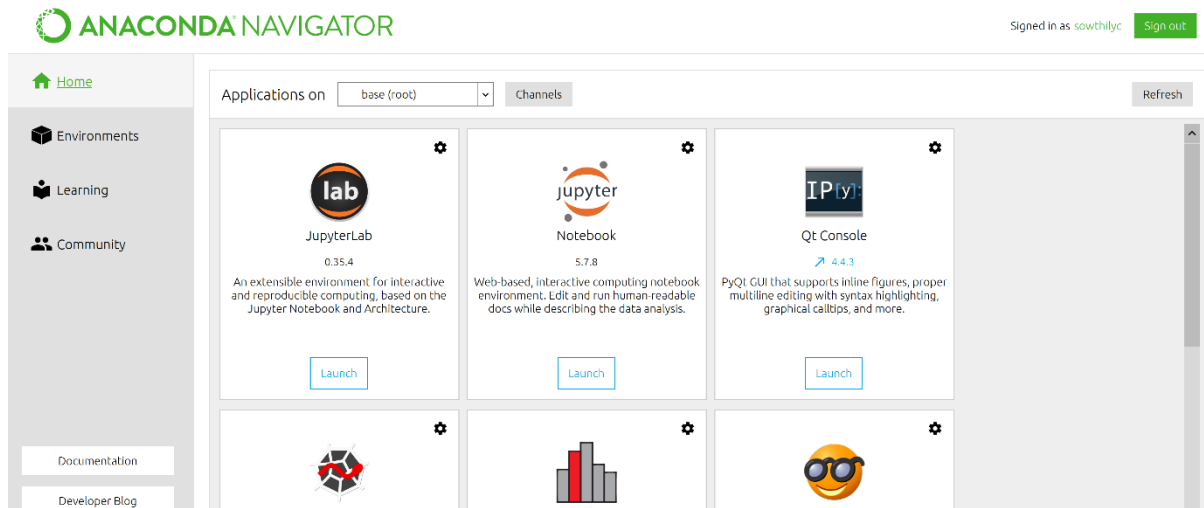 ANACONDA NAVIGATOR
Signed in as sowthilyc
Sign out
Home
Environments
Learning
Community
Documentation
Developer Blog
Applications on
base (root)
Channels
Refresh
lab
JupyterLab
0.35.4
An extensible environment for interactive
and reproducible computing, based on the
Jupyter Notebook and Architecture.
Launch
jupyter
Notebook
5.7.8
Web-based, interactive computing notebook
environment. Edit and run human-readable
docs while describing the data analysis.
Launch
IP[y]:
Qt Console
4.4.3
PyQt GUI that supports inline figures, proper
multiline editing with syntax highlighting,
graphical calltips, and more.
Launch